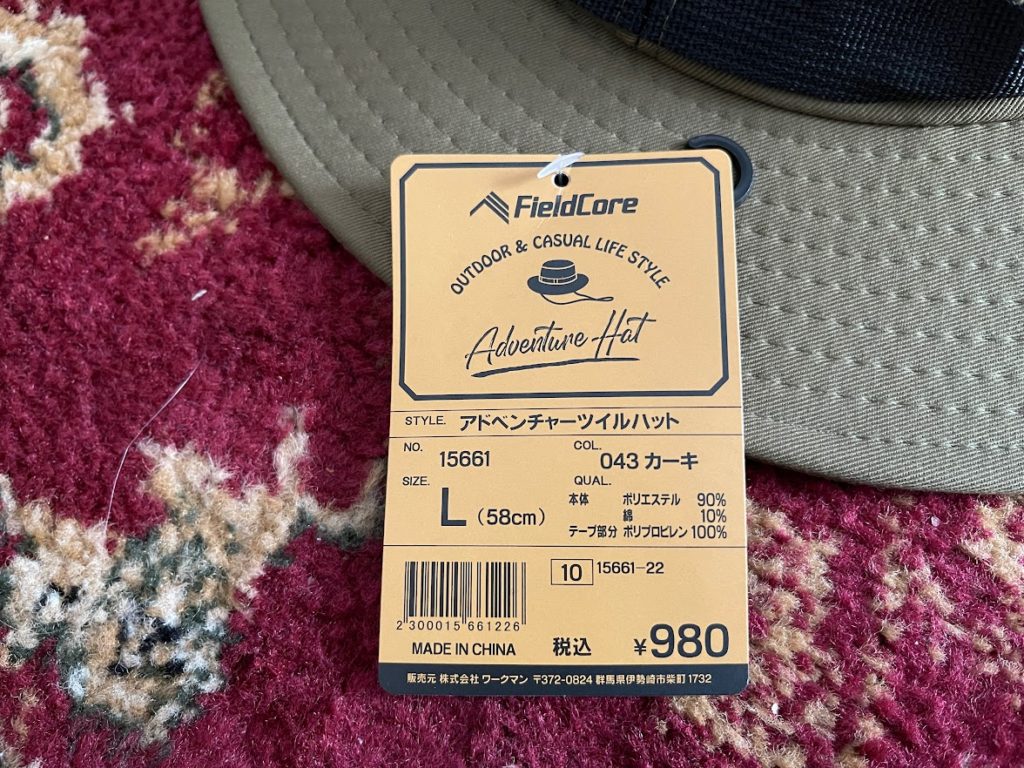 FieldCore
OUTDOOR & CASUAL LIFE STYLE
Adventure Hat
STYLE. アドベンチャーツイルハット
NO. 15661
COL. 043 カーキ
SIZE. L (58cm)
QUAL.
本体 ポリエステル 90%
綿 10%
テープ部分 ポリプロピレン 100%
10 15661-22
2 300015 661226
MADE IN CHINA 税込 ¥980
販売元 株式会社 ワークマン 〒372-0824 群馬県伊勢崎市柴町1732